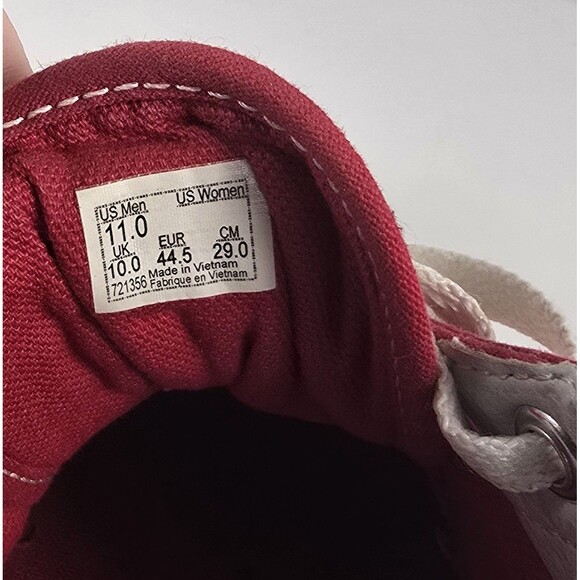 US Men US Women
11.0
UK EUR CM
10.0 44.5 29.0
721356 Made in Vietnam
Fabrique en Vietnam